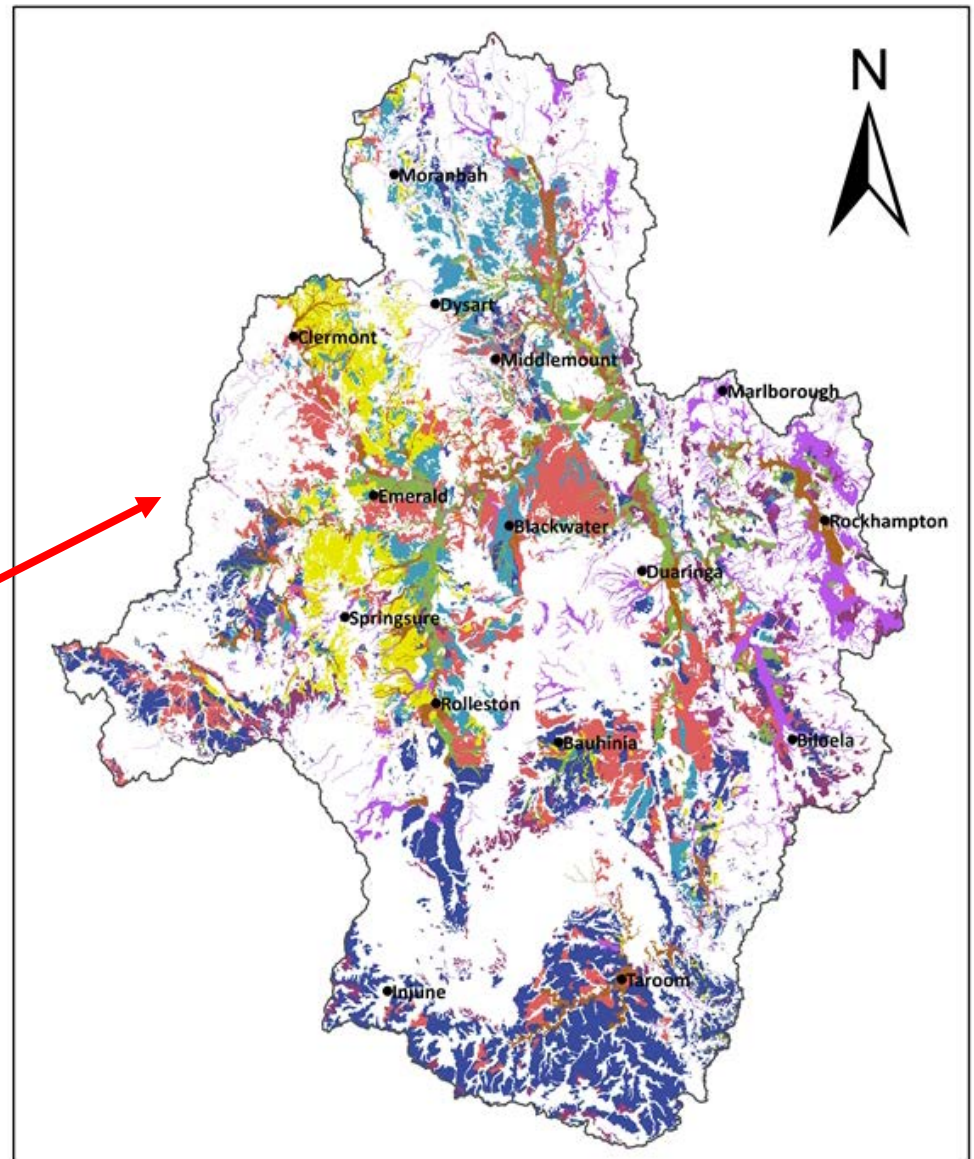 N
Moranbah
Dysart
Clermont
Middlemount
Marlborough
Emerald
Blackwater
Rockhampton
Duaringa
Springsure
Rolleston
Bauhinia
Biloela
Taroom
Injune